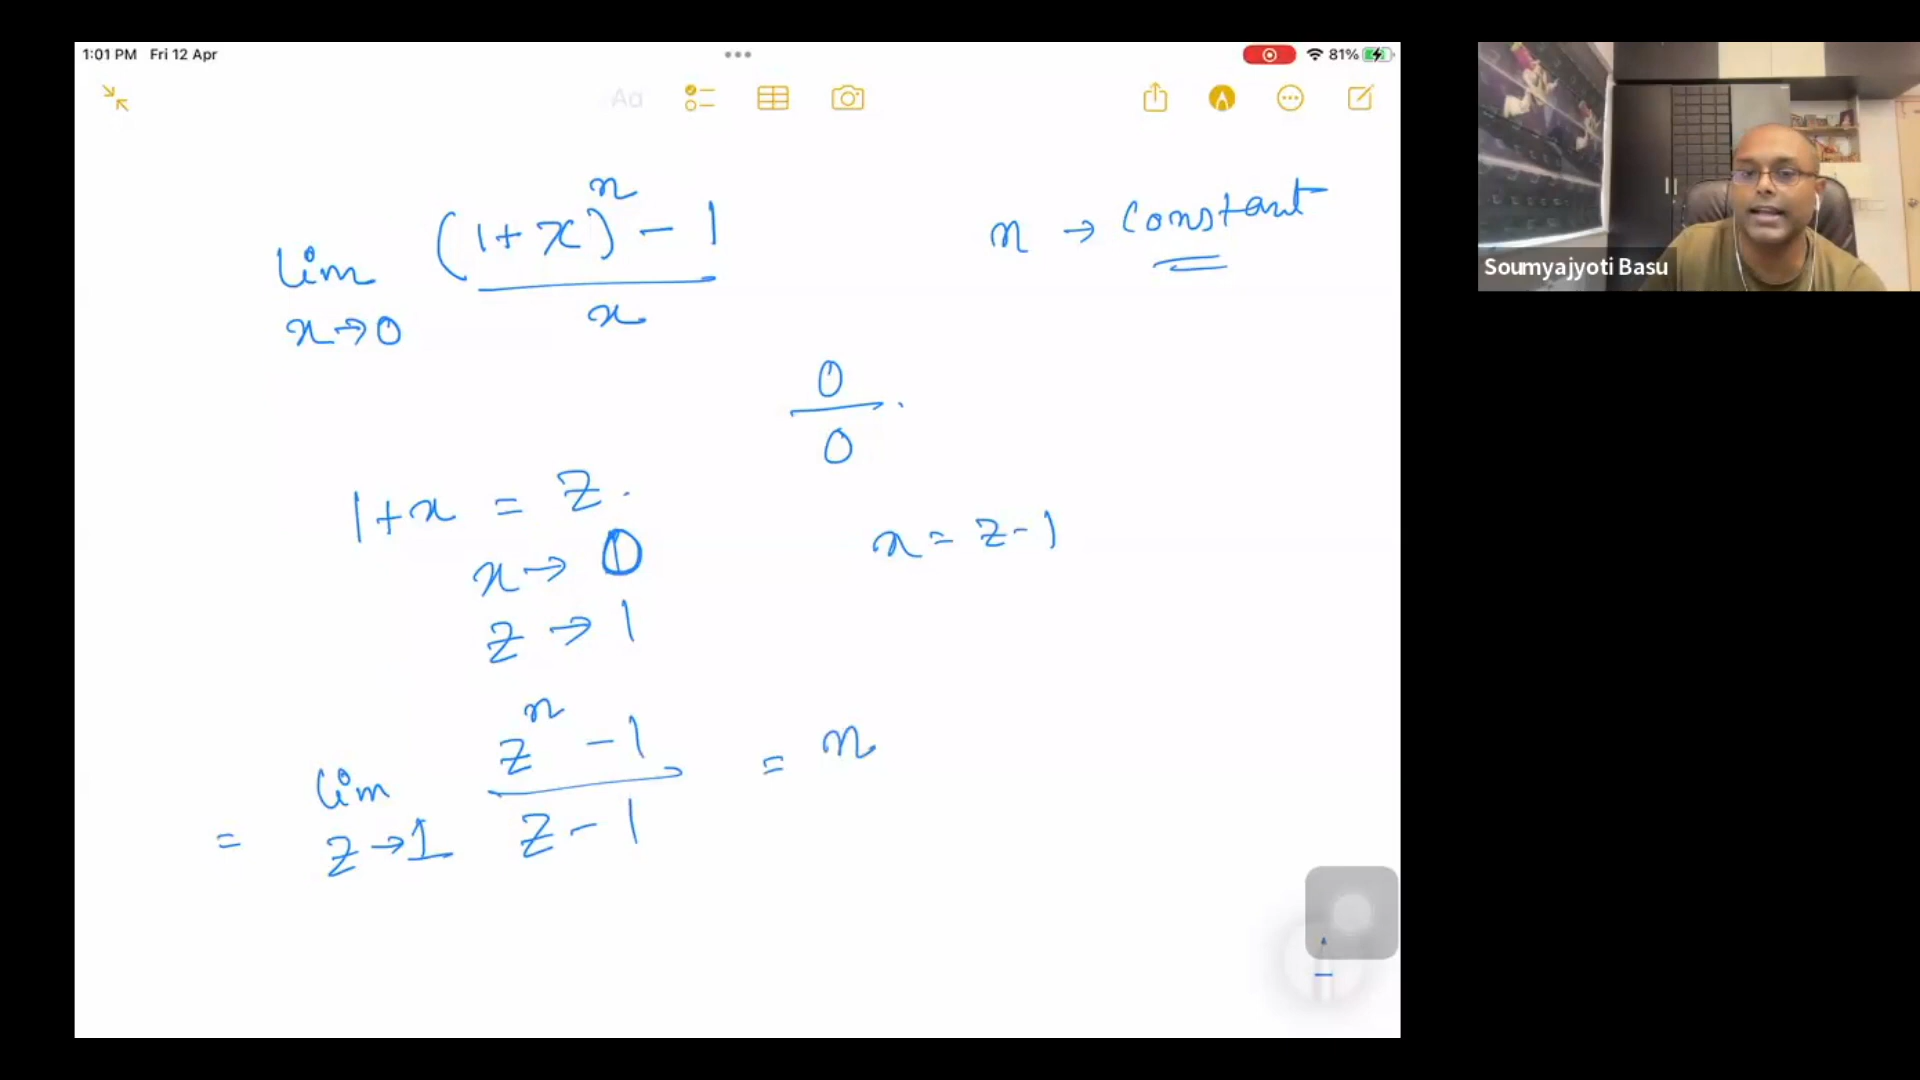 1:01 PM Fri 12 Apr
81%
Aa
lim x→0 ((1+x)^n - 1)/x
n → constant
0/0 .
1+x = z.
x → 0
x = z-1
z → 1
= lim z→1 (z^n - 1)/(z - 1) = n
Soumyajyoti Basu